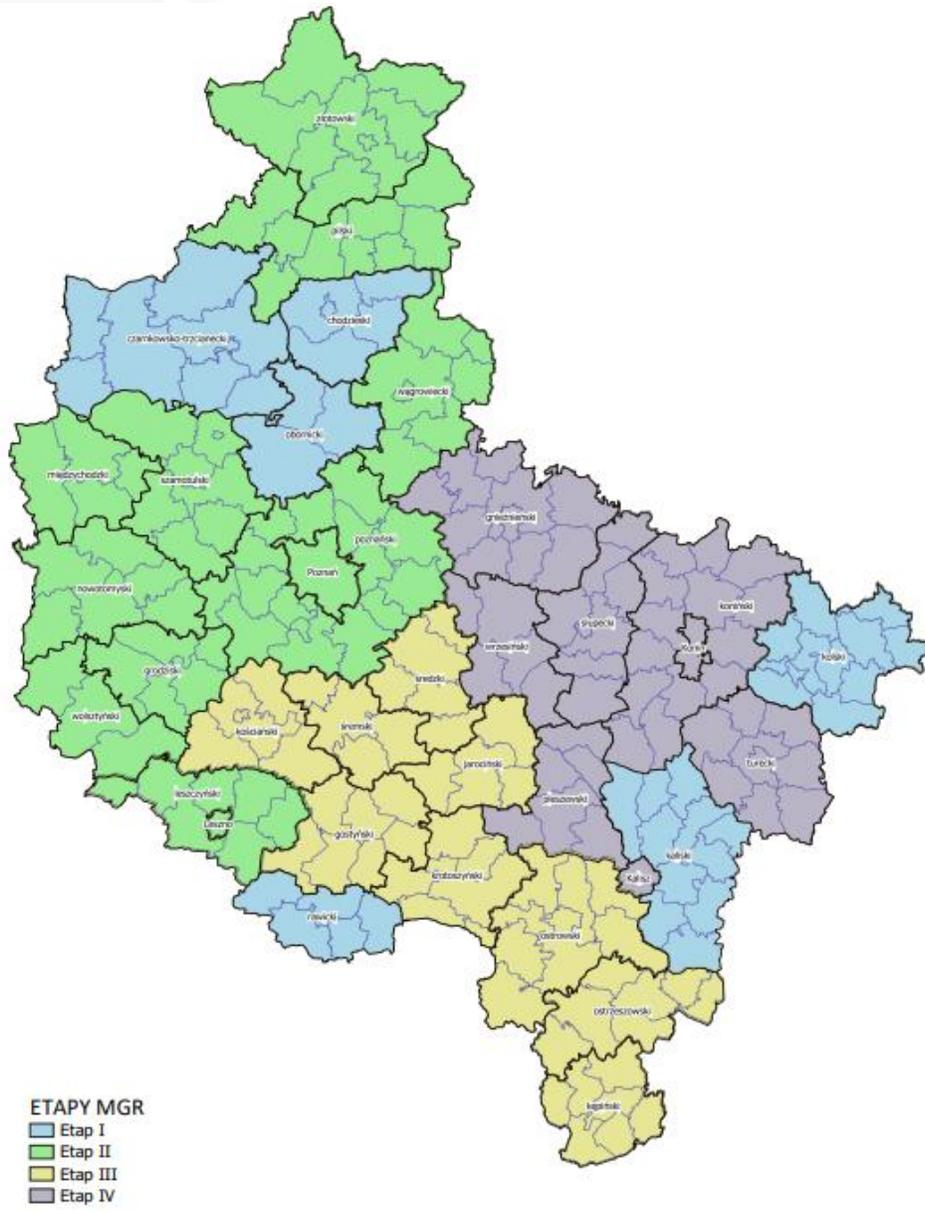 złotowski
pilski
chodzieski
czarnkowsko-trzcianecki
wągrowiecki
obornicki
międzychodzki
szamotulski
gnieźnieński
poznański
Poznań
nowotomyski
koniński
słupecki
wrzesiński
Konin
kolski
grodziski
średzki
wolsztyński
kościański
śremski
jarociński
turecki
leszczyński
pleszewski
Leszno
gostyński
kaliski
krotoszyński
Kalisz
rawicki
ostrowski
ostrzeszowski
kępiński
ETAPY MGR
Etap I
Etap II
Etap III
Etap IV